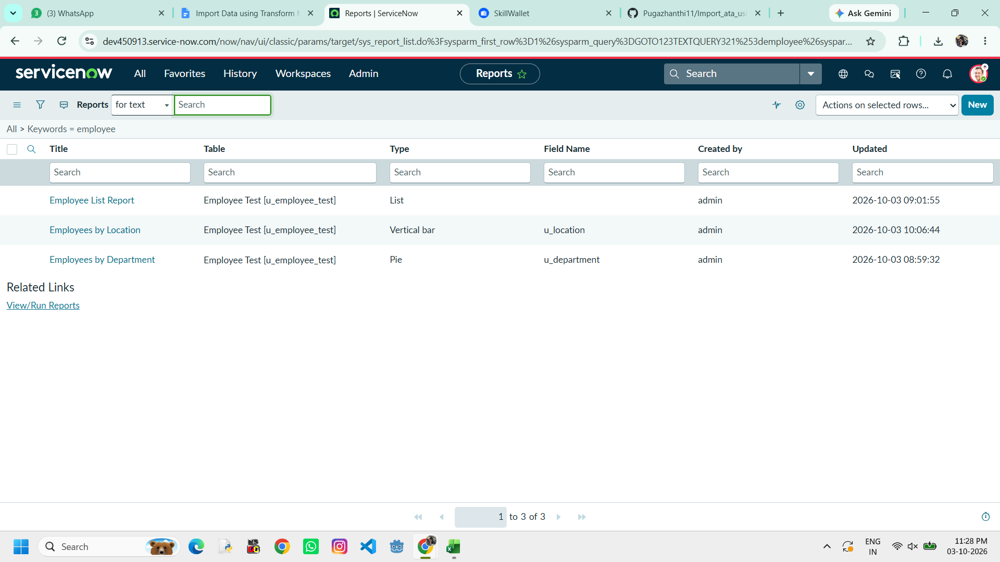 3 (3) WhatsApp
Import Data using Transform M
Reports | ServiceNow
SkillWallet
Pugazhanthi11/Import_ata_usi
Ask Gemini
dev450913.service-now.com/now/nav/ui/classic/params/target/sys_report_list.do%3Fsysparm_first_row%3D1%26sysparm_query%3DGOTO123TEXTQUERY321%253demployee%26syspar...
servicenow All Favorites History Workspaces Admin Reports Search
Reports for text Search Actions on selected rows... New
All > Keywords = employee
Title Table Type Field Name Created by Updated
Search Search Search Search Search Search
Employee List Report Employee Test [u_employee_test] List admin 2026-10-03 09:01:55
Employees by Location Employee Test [u_employee_test] Vertical bar u_location admin 2026-10-03 10:06:44
Employees by Department Employee Test [u_employee_test] Pie u_department admin 2026-10-03 08:59:32
Related Links
View/Run Reports
1 to 3 of 3
Search
ENG
IN
11:28 PM
03-10-2026